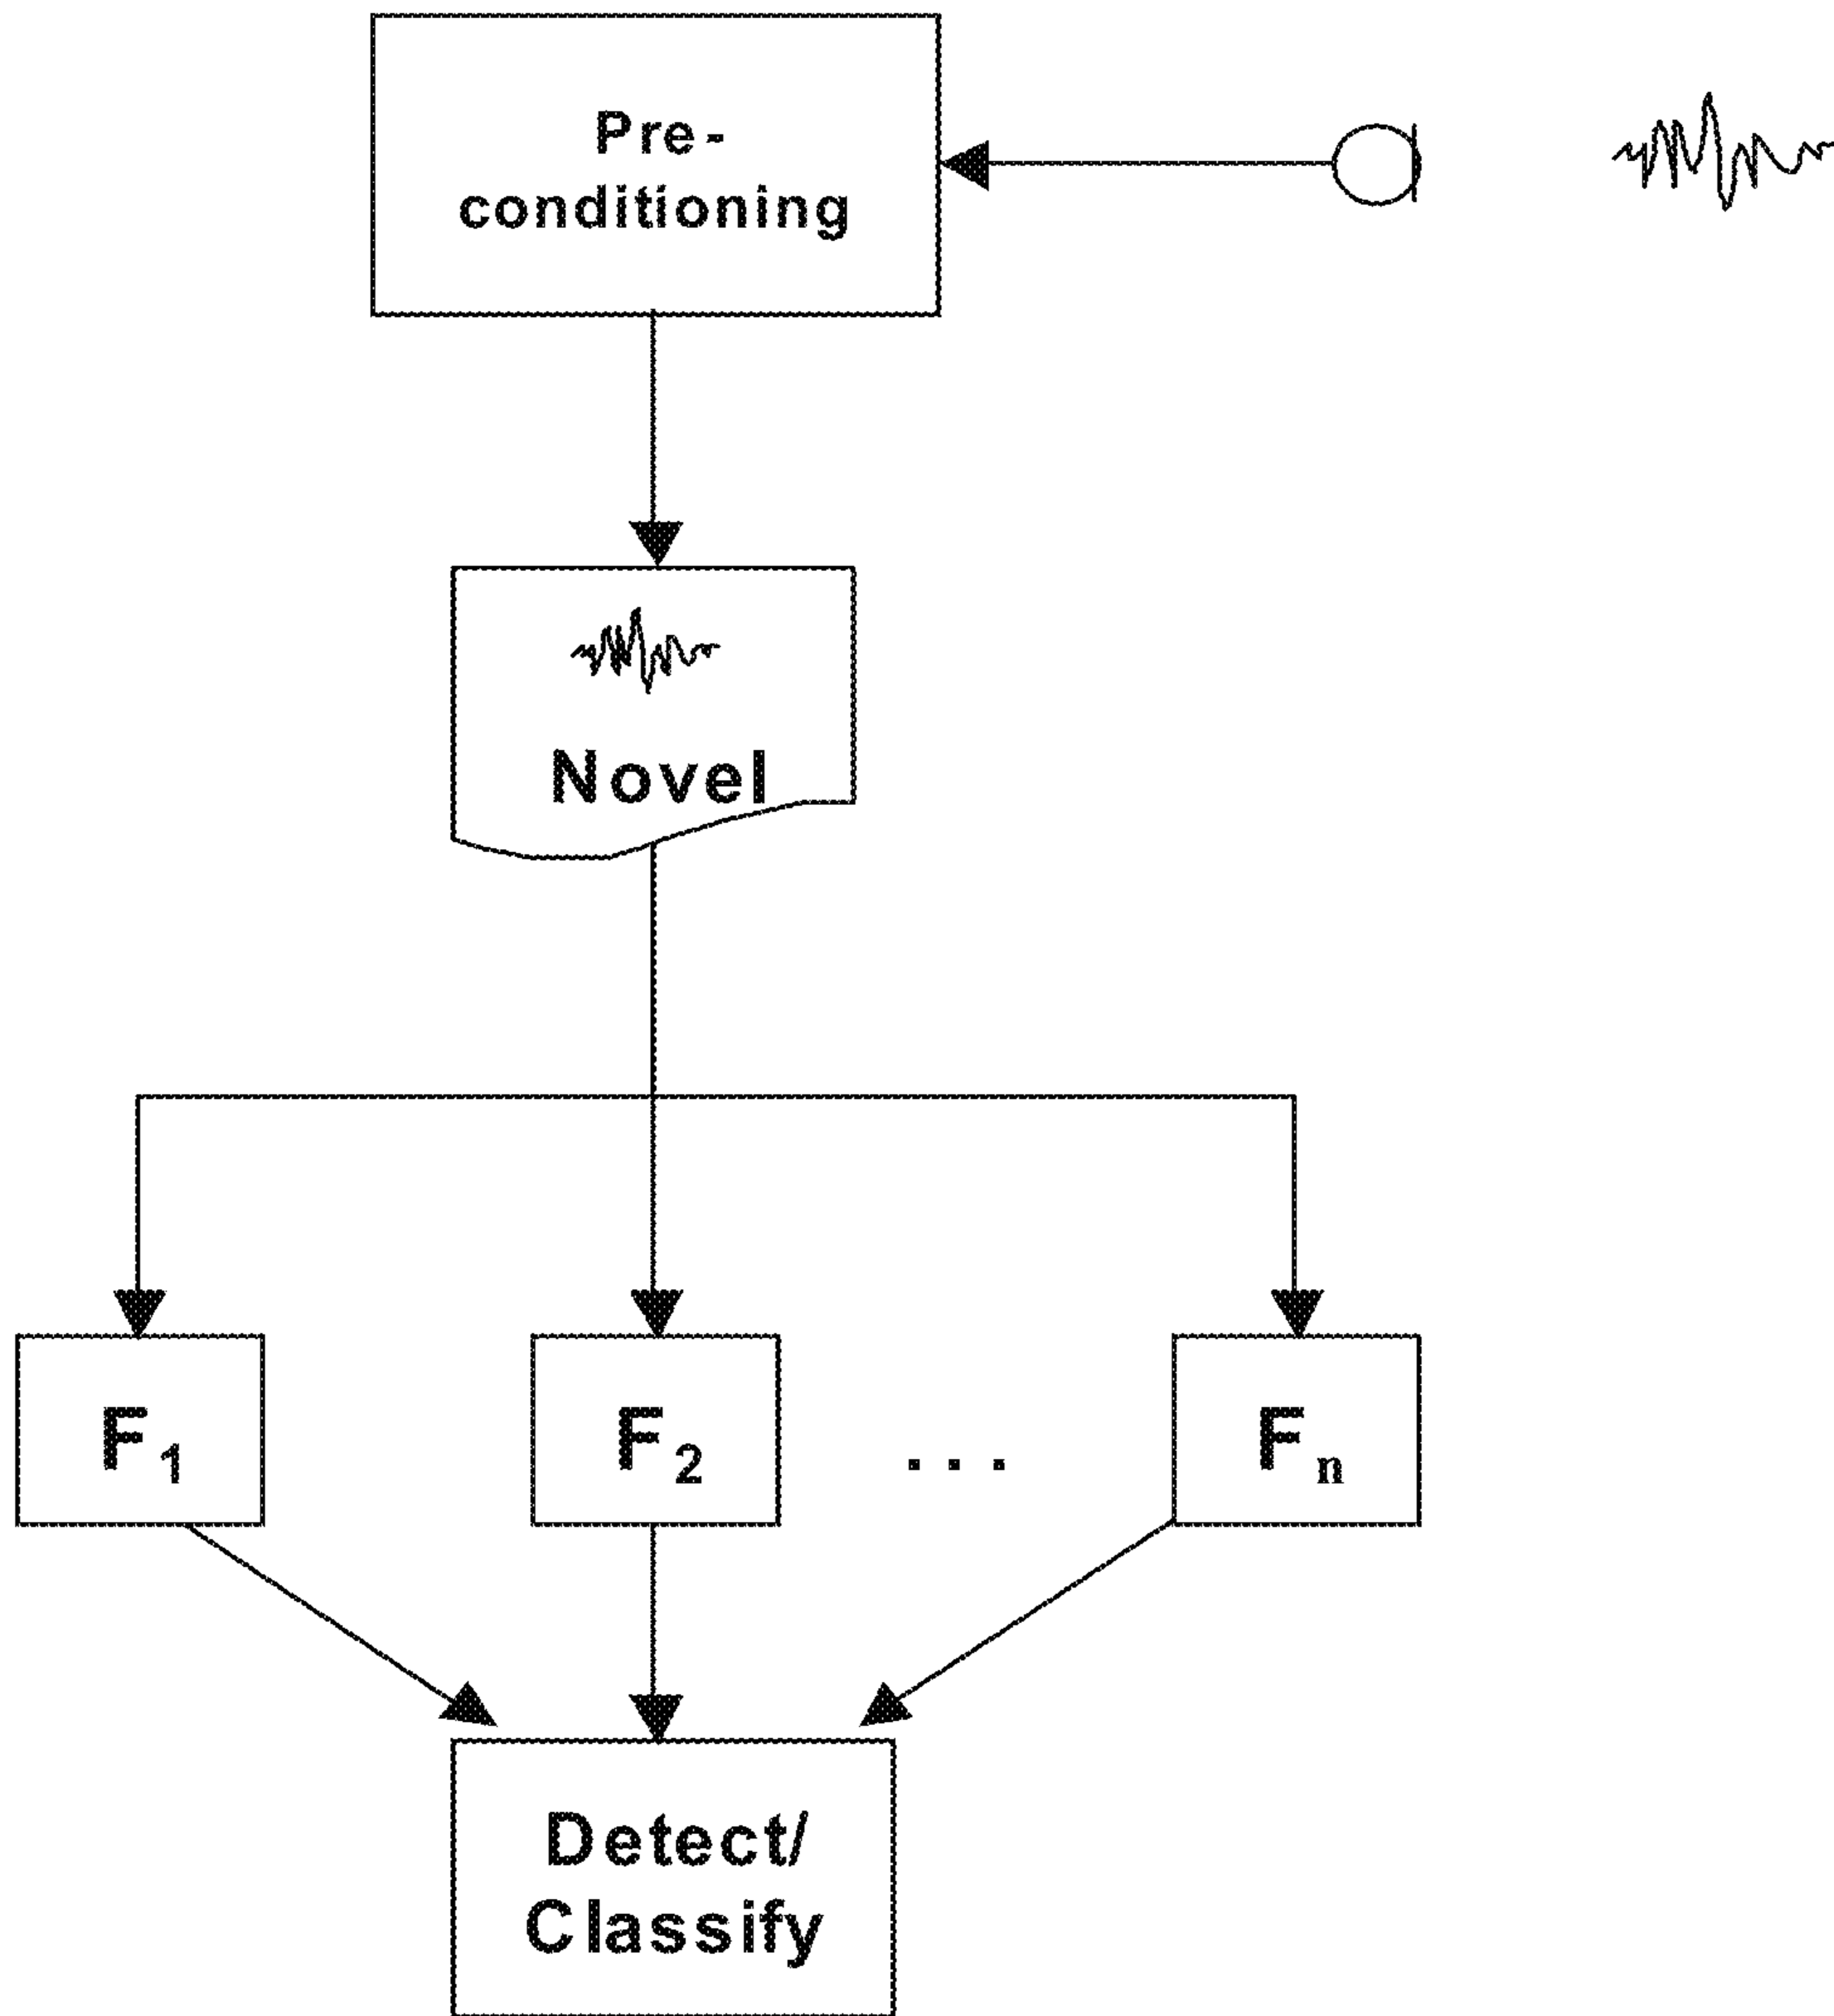 Pre-
conditioning
Novel
F₁
F₂
...
Fₙ
Detect/
Classify